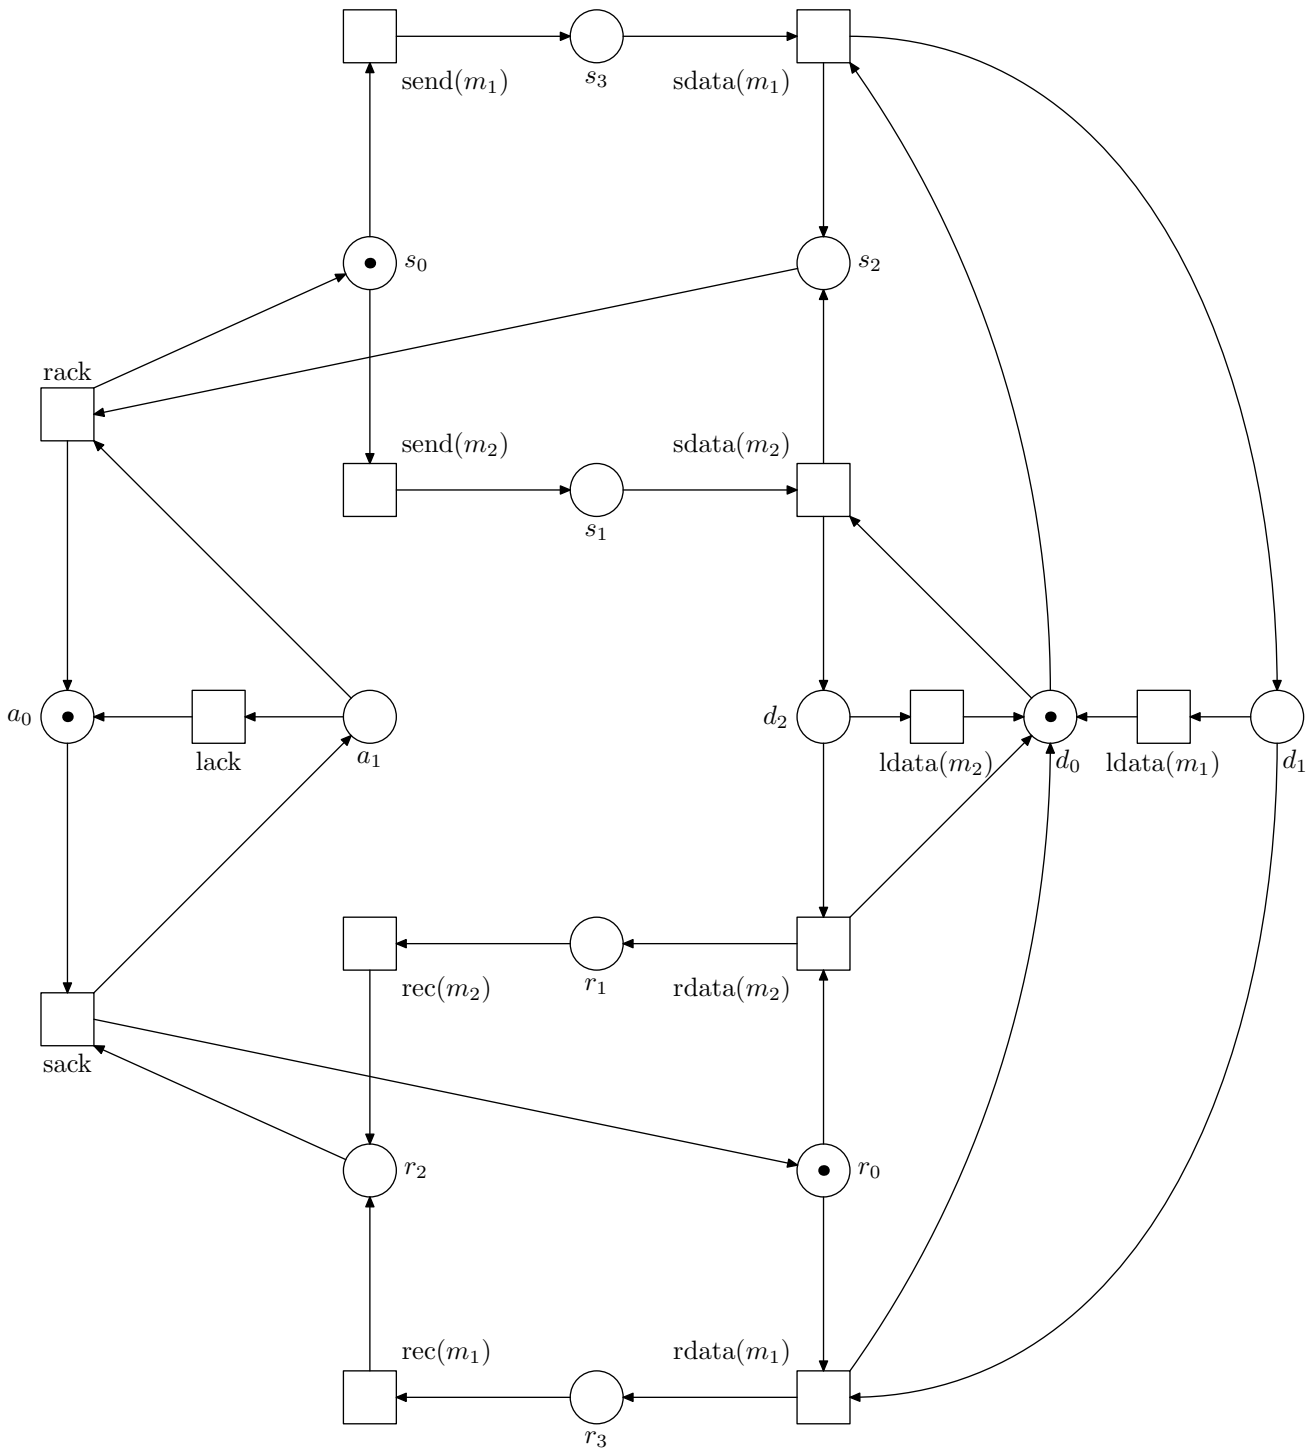 send(m₁) s₃ sdata(m₁)
s₀ s₂
rack
send(m₂) sdata(m₂)
s₁
a₀ d₂
lack a₁ ldata(m₂) d₀ ldata(m₁) d₁
rec(m₂) r₁ rdata(m₂)
sack
r₂ r₀
rec(m₁) rdata(m₁)
r₃